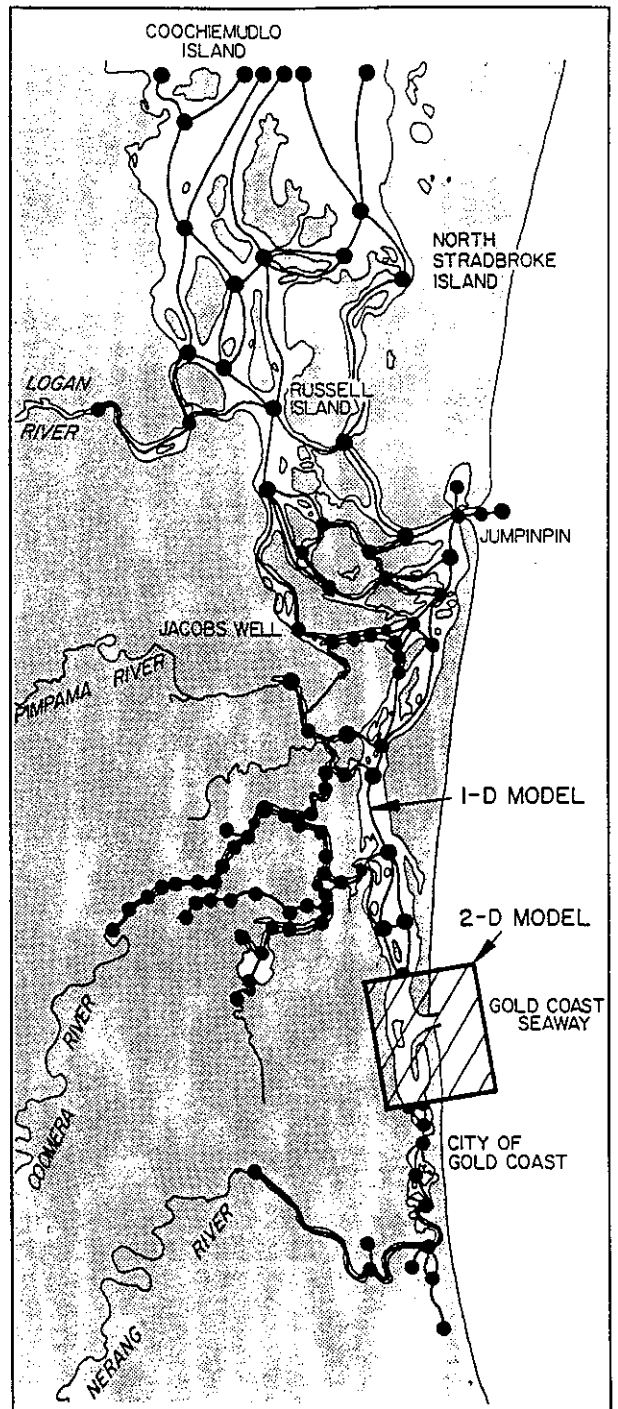 COOCHIEMUDLO
ISLAND
NORTH
STRADBROKE
ISLAND
LOGAN
RIVER
RUSSELL
ISLAND
JUMPINPIN
JACOBS WELL
PIMPAMA RIVER
1-D MODEL
2-D MODEL
GOLD COAST
SEAWAY
COOMERA RIVER
CITY OF
GOLD COAST
NERANG RIVER